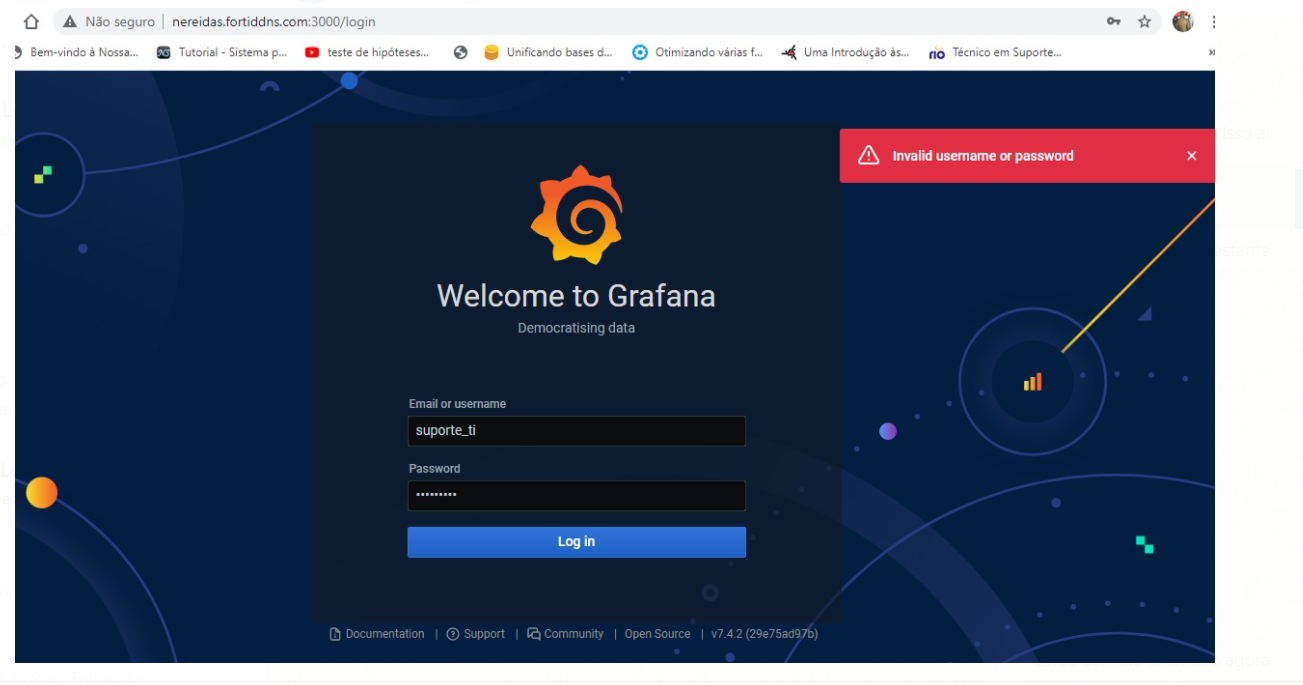 Não seguro | nereidas.fortiddns.com:3000/login
Bem-vindo à Nossa... Tutorial - Sistema p... teste de hipóteses... Unificando bases d... Otimizando várias f... Uma Introdução às... rio Técnico em Suporte... »
Invalid username or password ×
Welcome to Grafana
Democratising data
Email or username
suporte_ti
Password
•••••••••
Log in
Documentation | Support | Community | Open Source | v7.4.2 (29e75ad97b)